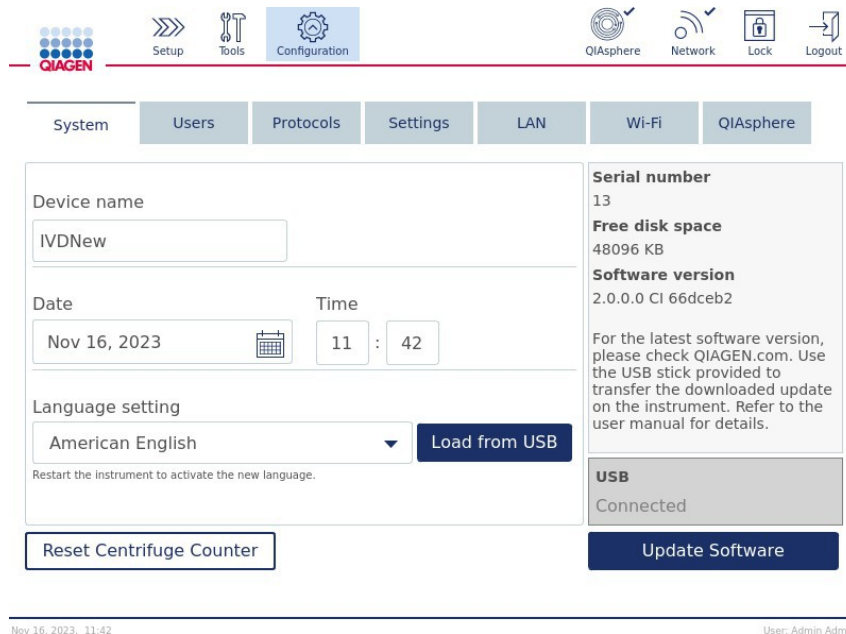 QIAGEN
Setup
Tools
Configuration
QIAsphere
Network
Lock
Logout
System
Users
Protocols
Settings
LAN
Wi-Fi
QIAsphere
Device name
IVDNew
Date
Time
Nov 16, 2023
11 : 42
Language setting
American English
Load from USB
Restart the instrument to activate the new language.
Reset Centrifuge Counter
Serial number
13
Free disk space
48096 KB
Software version
2.0.0.0 CI 66dceb2
For the latest software version,
please check QIAGEN.com. Use
the USB stick provided to
transfer the downloaded update
on the instrument. Refer to the
user manual for details.
USB
Connected
Update Software
Nov 16, 2023, 11:42
User: Admin Adm